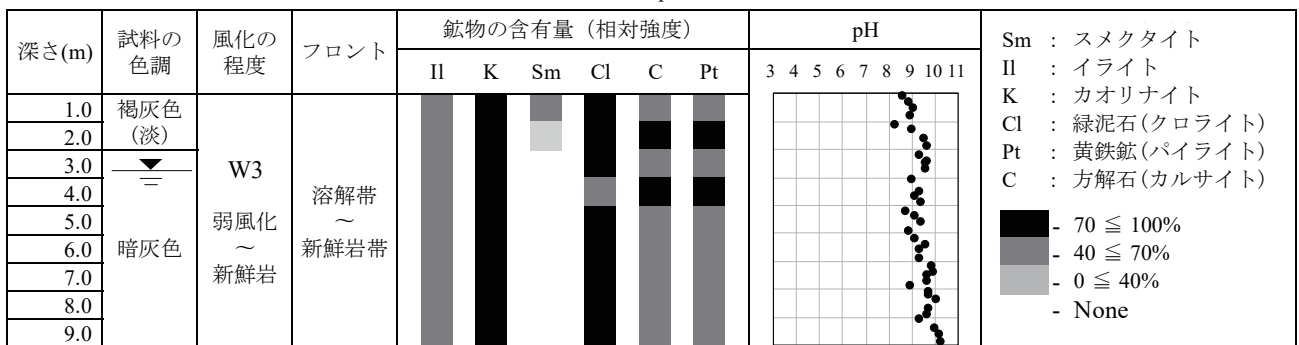 深さ(m)
試料の
色調
風化の
程度
フロント
鉱物の含有量（相対強度）
Il K Sm Cl C Pt
pH
3 4 5 6 7 8 9 10 11
1.0
2.0
3.0
4.0
5.0
6.0
7.0
8.0
9.0
褐灰色
(淡)
暗灰色
W3
弱風化
～
新鮮岩
溶解帯
～
新鮮岩帯
Sm : スメクタイト
Il : イライト
K : カオリナイト
Cl : 緑泥石(クロライト)
Pt : 黄鉄鉱(パイライト)
C : 方解石(カルサイト)
- 70 ≦ 100%
- 40 ≦ 70%
- 0 ≦ 40%
- None